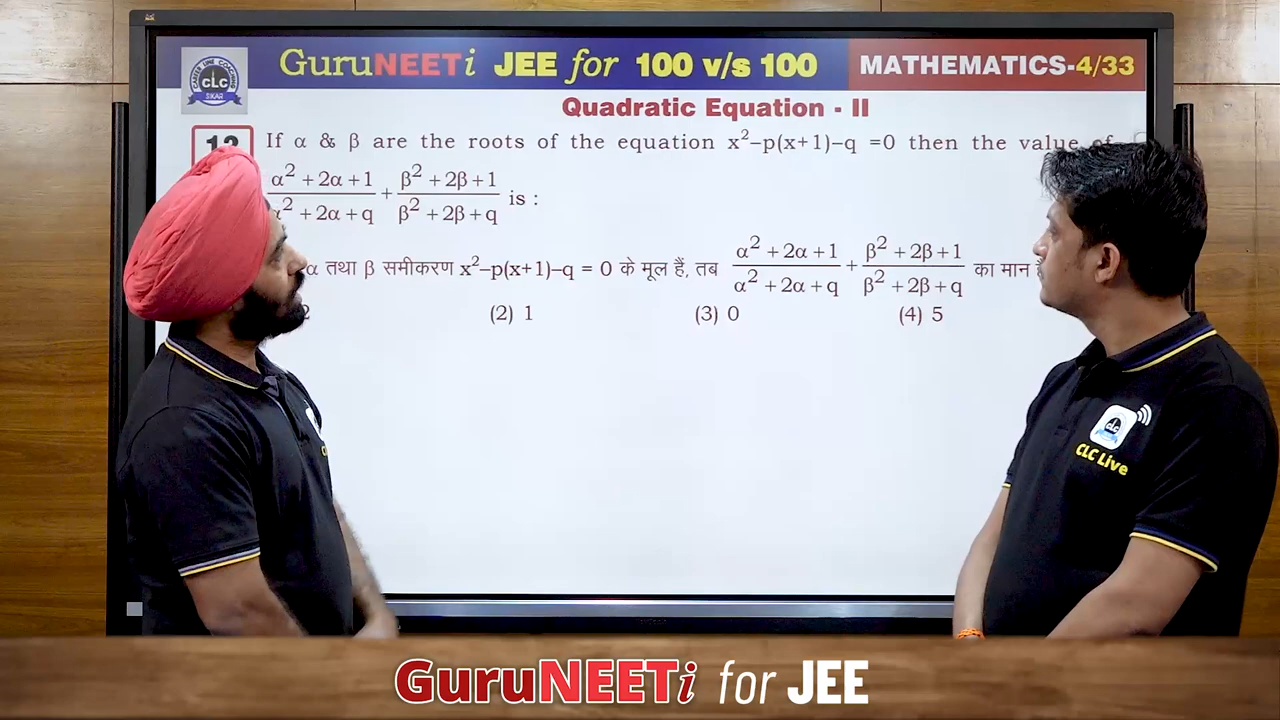 GuruNEETi JEE for 100 v/s 100
MATHEMATICS-4/33
CLC
SIKAR
Quadratic Equation - II
If α & β are the roots of the equation x²–p(x+1)–q =0 then the value of
α² + 2α + 1 / α² + 2α + q + β² + 2β + 1 / β² + 2β + q is :
α तथा β समीकरण x²–p(x+1)–q = 0 के मूल हैं, तब α² + 2α + 1 / α² + 2α + q + β² + 2β + 1 / β² + 2β + q का मान
(2) 1 (3) 0 (4) 5
CLC
CLC Live
GuruNEETi for JEE